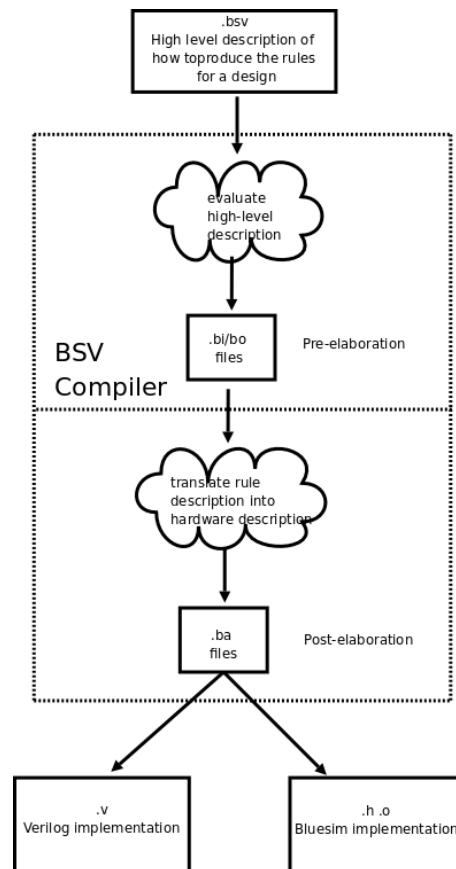 .bsv
High level description of
how toproduce the rules
for a design
evaluate
high-level
description
.bi/bo
files
Pre-elaboration
BSV
Compiler
translate rule
description into
hardware description
.ba
files
Post-elaboration
.v
Verilog implementation
.h .o
Bluesim implementation